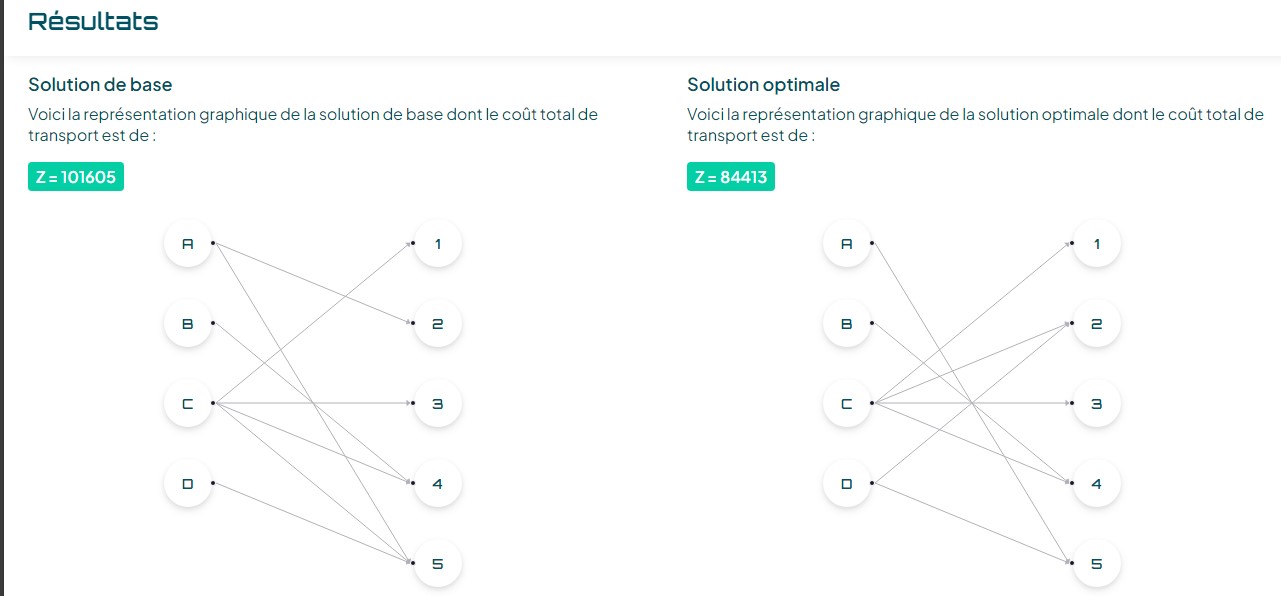 Résultats
Solution de base
Voici la représentation graphique de la solution de base dont le coût total de
transport est de :
Z = 101605
A
1
B
2
C
3
D
4
5
Solution optimale
Voici la représentation graphique de la solution optimale dont le coût total de
transport est de :
Z = 84413
A
1
B
2
C
3
D
4
5